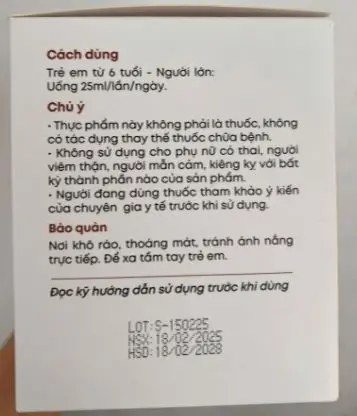 Cách dùng
Trẻ em từ 6 tuổi - Người lớn:
Uống 25ml/lần/ngày.
Chú ý
• Thực phẩm này không phải là thuốc, không
có tác dụng thay thế thuốc chữa bệnh.
• Không sử dụng cho phụ nữ có thai, người
viêm thận, người mẫn cảm, kiêng kỵ với bất
kỳ thành phần nào của sản phẩm.
• Người đang dùng thuốc tham khảo ý kiến
của chuyên gia y tế trước khi sử dụng.
Bảo quản
Nơi khô ráo, thoáng mát, tránh ánh nắng
trực tiếp. Để xa tầm tay trẻ em.
Đọc kỹ hướng dẫn sử dụng trước khi dùng
LOT:S-150225
NSX:18/02/2025
HSD:18/02/2028